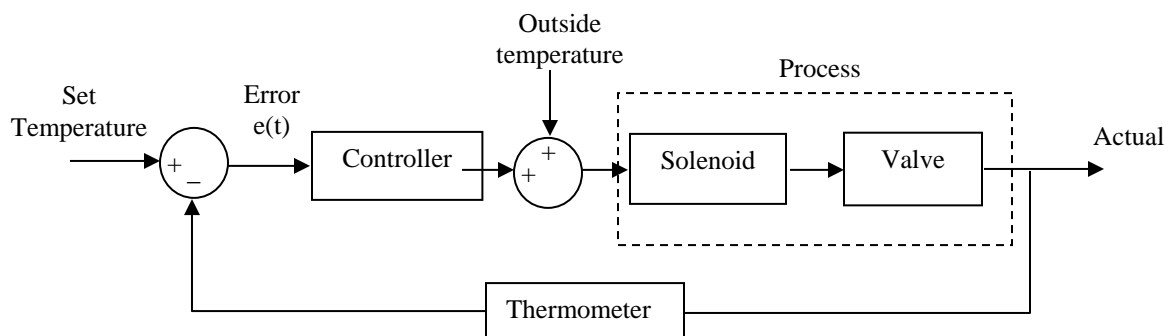 Outside
temperature
Process
Set
Temperature
Error
e(t)
Actual
Controller
Solenoid
Valve
+
−
+
+
Thermometer